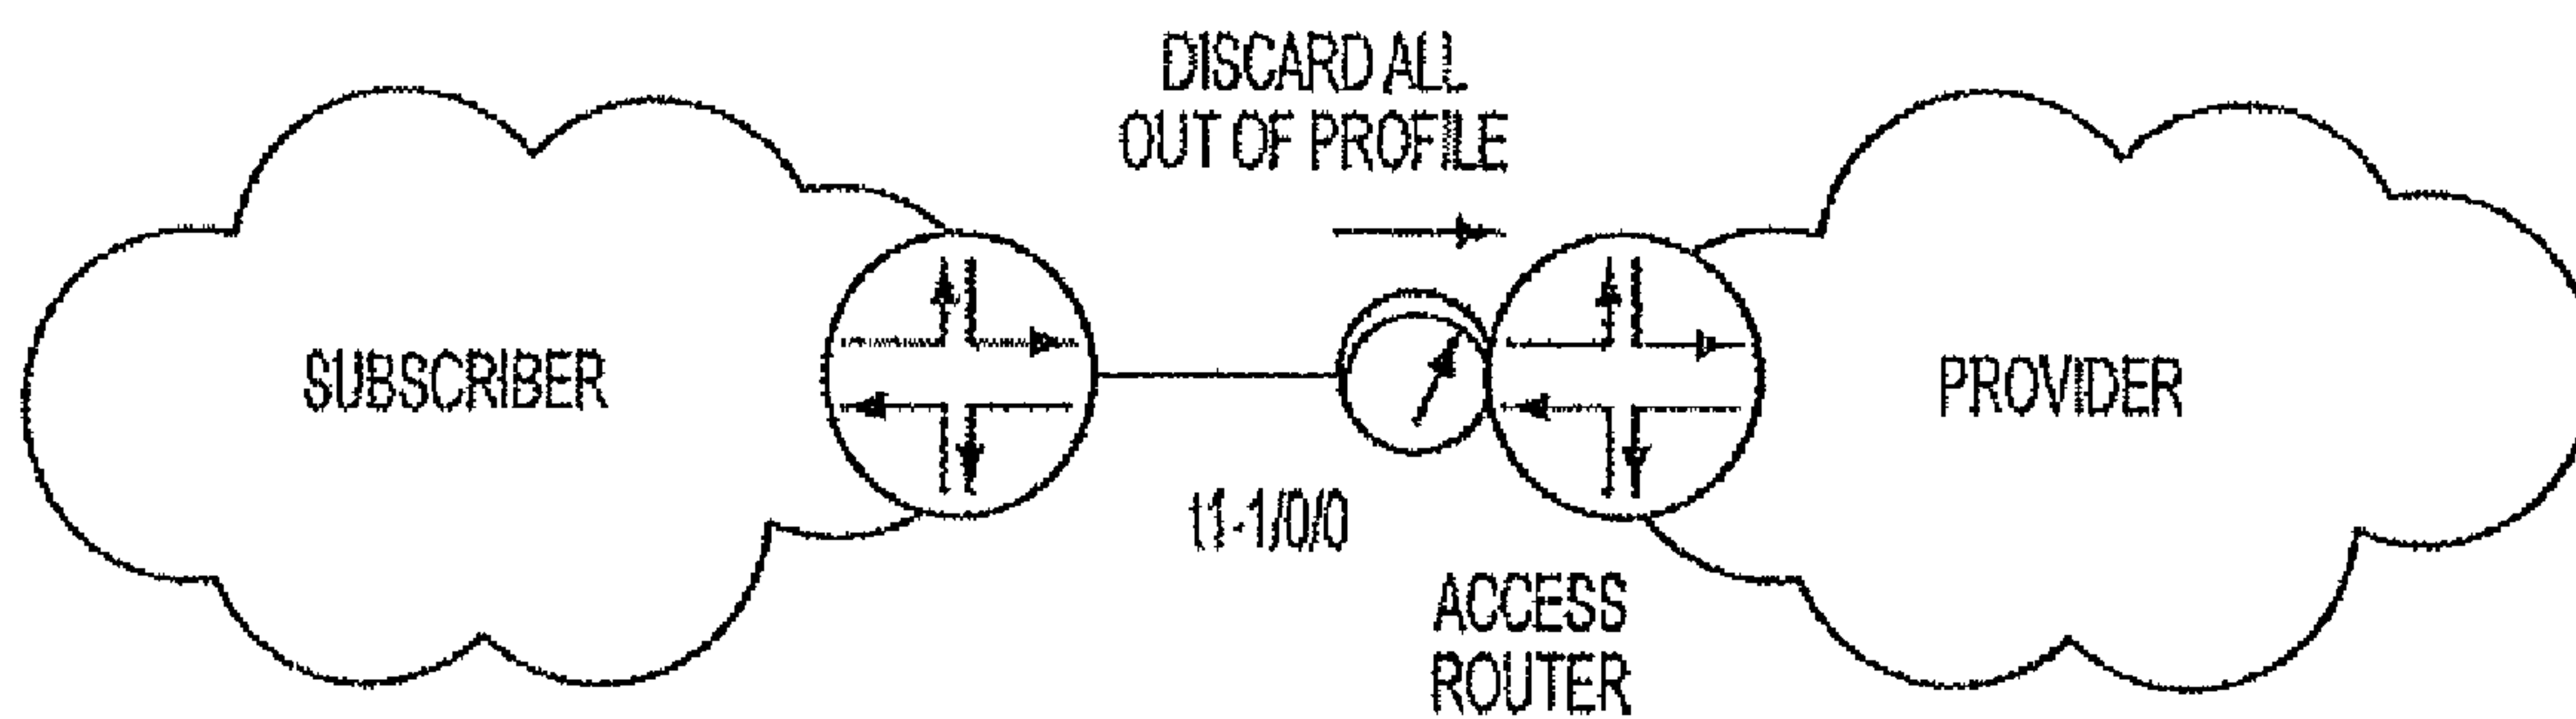 DISCARD ALL
OUT OF PROFILE
SUBSCRIBER
PROVIDER
t1-1/0/0
ACCESS
ROUTER